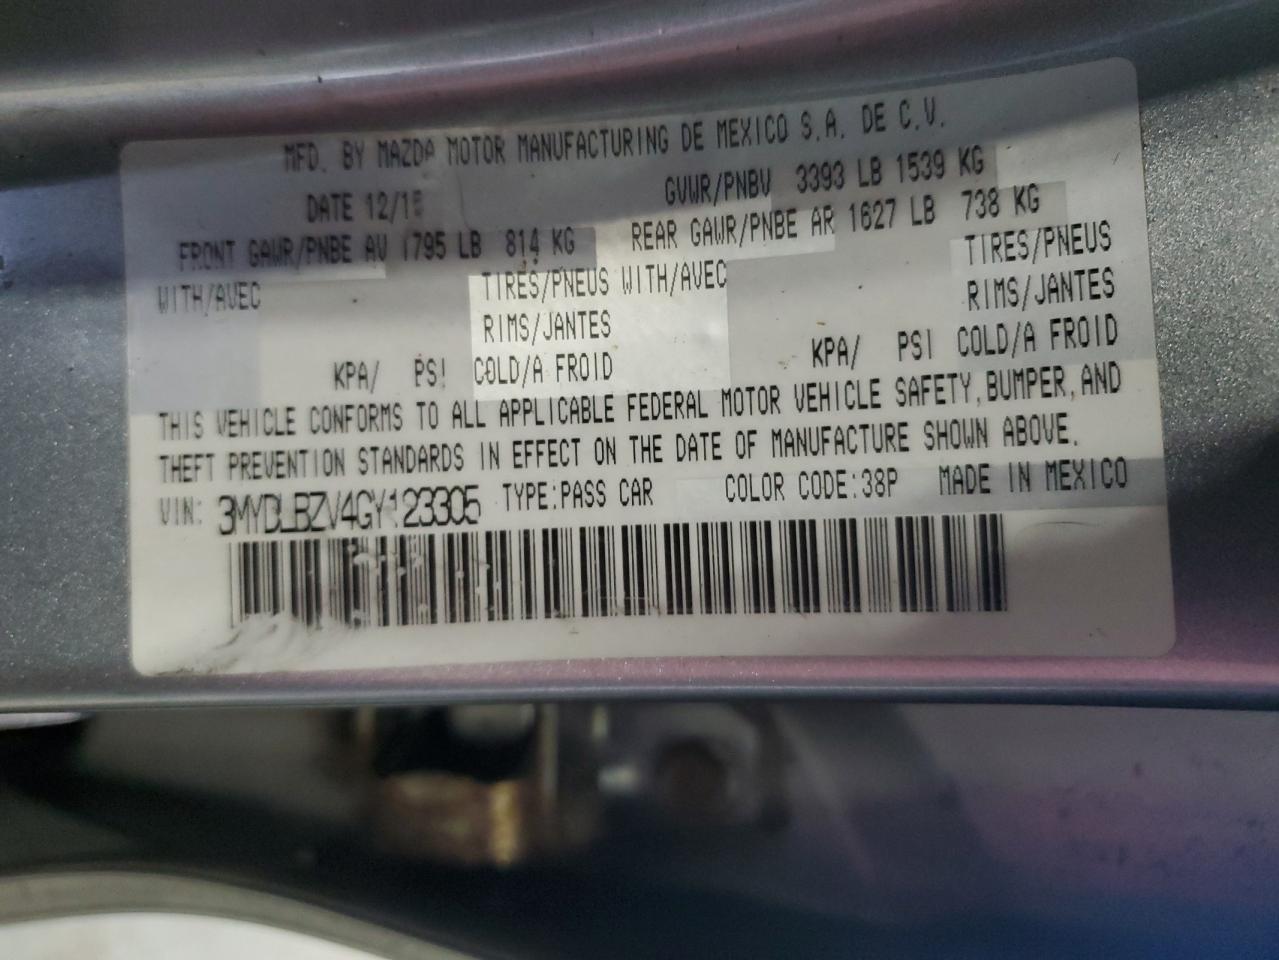 MFD. BY MAZDA MOTOR MANUFACTURING DE MEXICO S.A. DE C.V.
DATE 12/15 GVWR/PNBV 3393 LB 1539 KG
FRONT GAWR/PNBE AV 1795 LB 814 KG REAR GAWR/PNBE AR 1627 LB 738 KG
WITH/AVEC TIRES/PNEUS WITH/AVEC TIRES/PNEUS
RIMS/JANTES RIMS/JANTES
KPA/ PSI COLD/A FROID KPA/ PSI COLD/A FROID
THIS VEHICLE CONFORMS TO ALL APPLICABLE FEDERAL MOTOR VEHICLE SAFETY, BUMPER, AND
THEFT PREVENTION STANDARDS IN EFFECT ON THE DATE OF MANUFACTURE SHOWN ABOVE.
VIN: 3MYDLBZV4GY123305 TYPE:PASS CAR COLOR CODE:38P MADE IN MEXICO